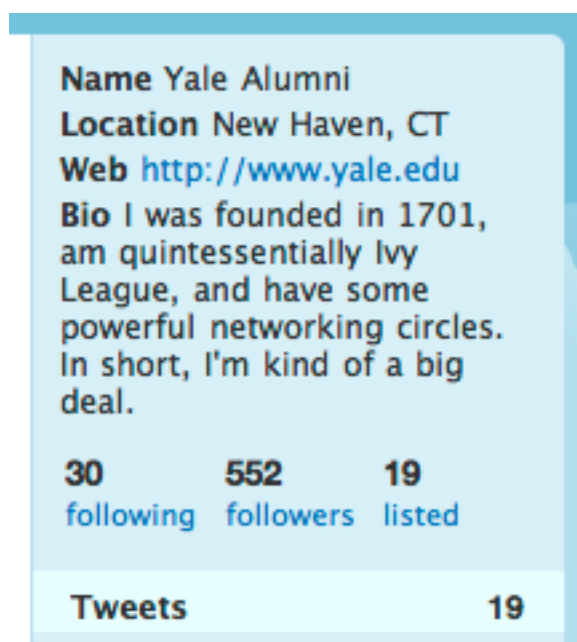 Name Yale Alumni
Location New Haven, CT
Web http://www.yale.edu
Bio I was founded in 1701,
am quintessentially Ivy
League, and have some
powerful networking circles.
In short, I'm kind of a big
deal.
30 552 19
following followers listed
Tweets 19